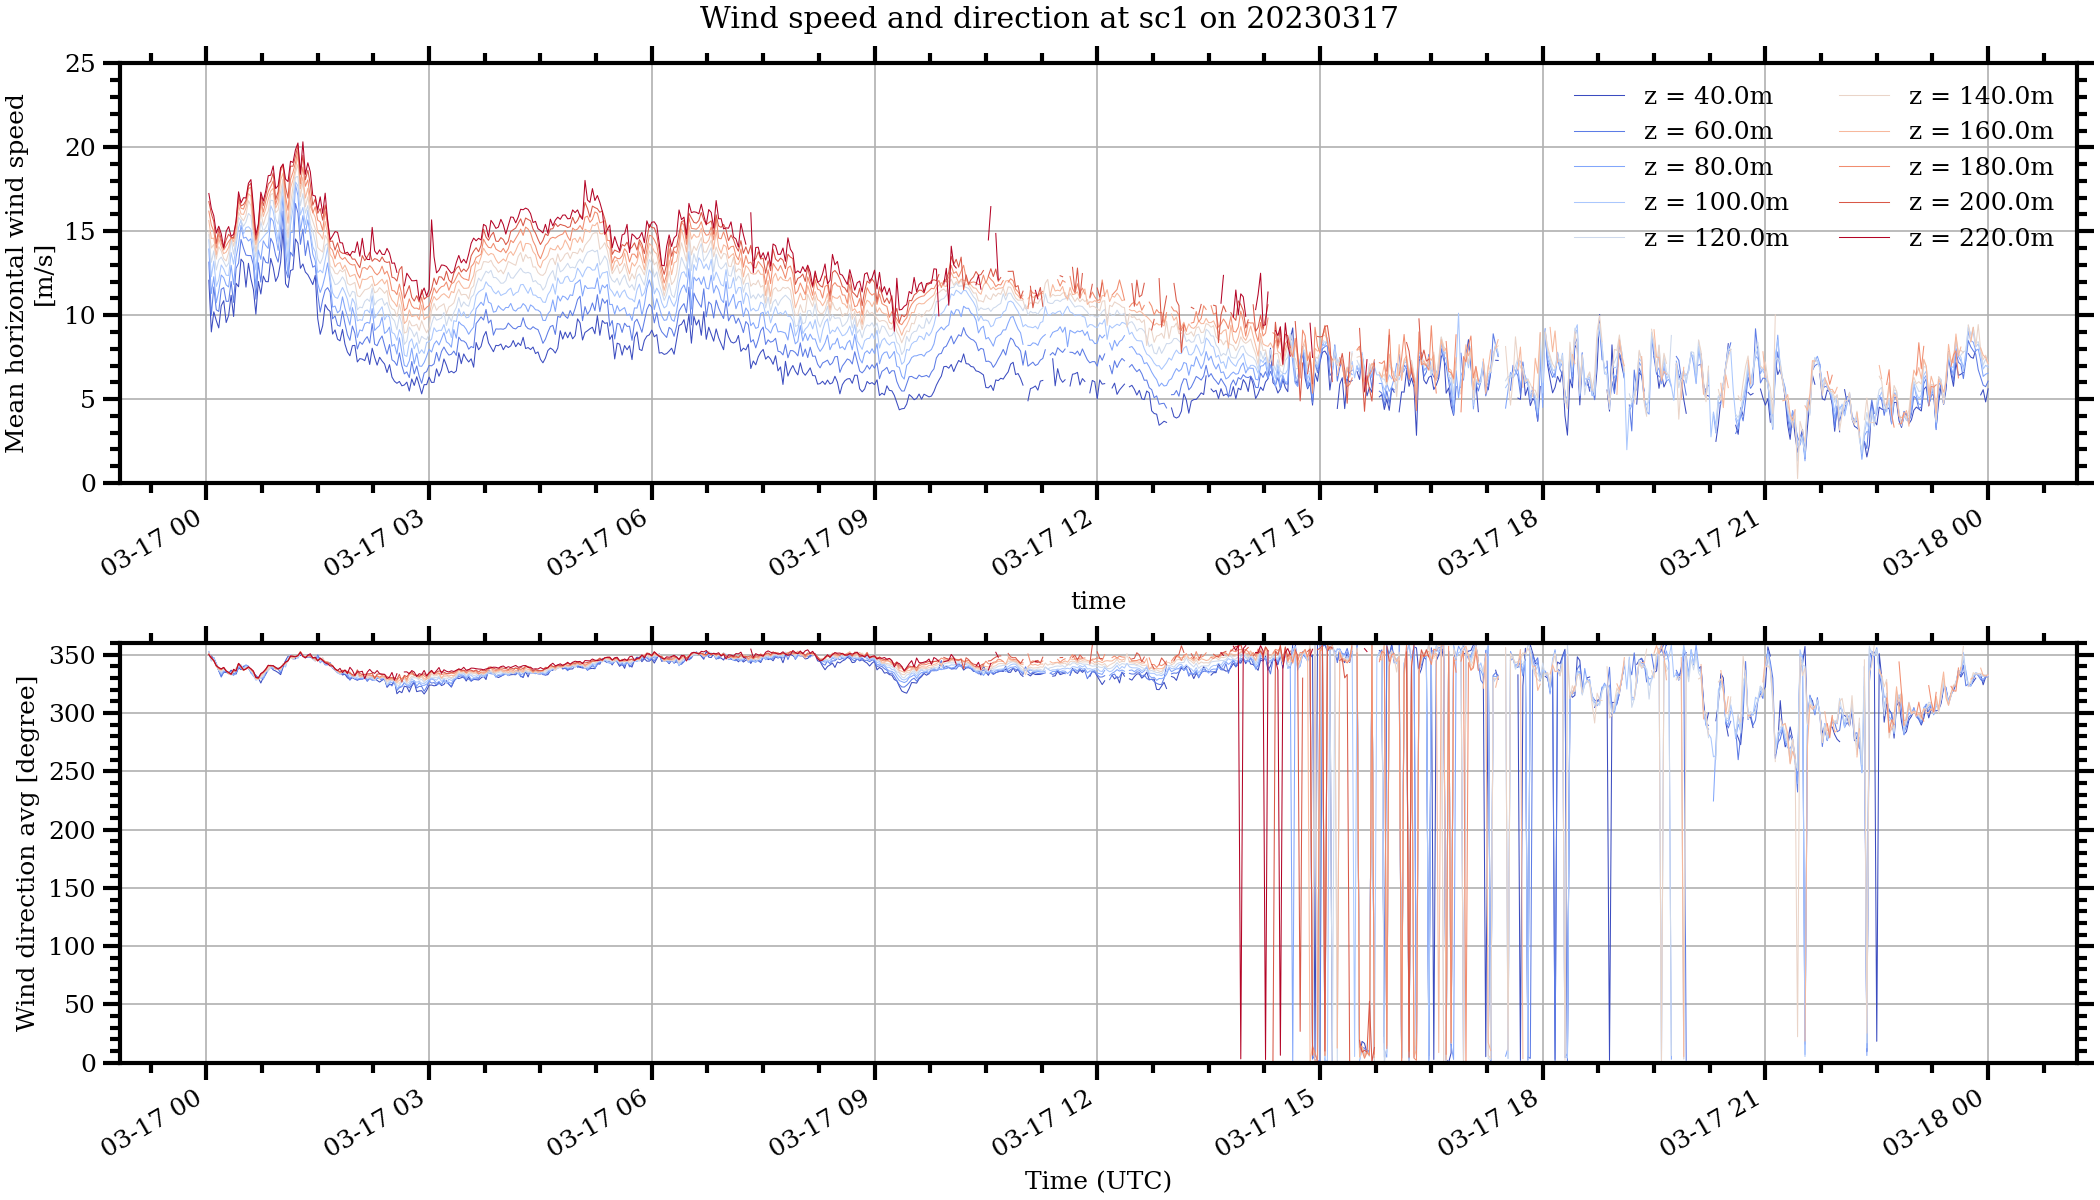 Wind speed and direction at sc1 on 20230317
Mean horizontal wind speed
[m/s]
25
20
15
10
5
0
z = 40.0m
z = 60.0m
z = 80.0m
z = 100.0m
z = 120.0m
z = 140.0m
z = 160.0m
z = 180.0m
z = 200.0m
z = 220.0m
03-17 00
03-17 03
03-17 06
03-17 09
03-17 12
03-17 15
03-17 18
03-17 21
03-18 00
time
Wind direction avg [degree]
350
300
250
200
150
100
50
0
03-17 00
03-17 03
03-17 06
03-17 09
03-17 12
03-17 15
03-17 18
03-17 21
03-18 00
Time (UTC)